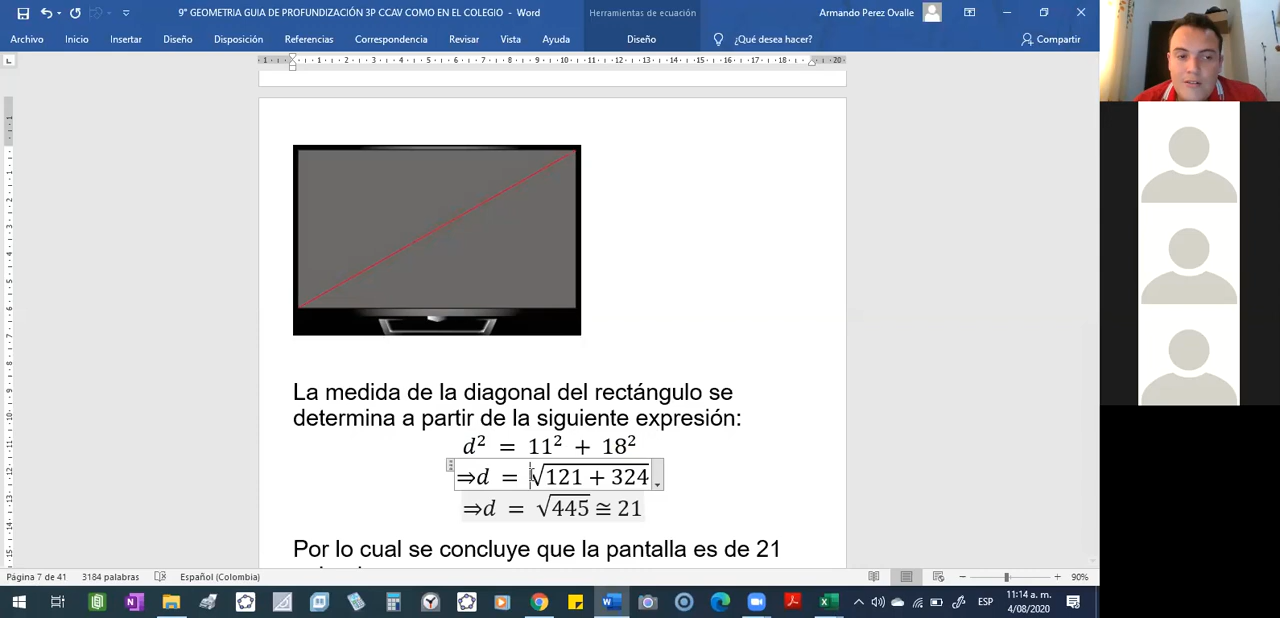 9° GEOMETRIA GUIA DE PROFUNDIZACIÓN 3P CCAV COMO EN EL COLEGIO - Word
Herramientas de ecuación
Armando Perez Ovalle
Archivo Inicio Insertar Diseño Disposición Referencias Correspondencia Revisar Vista Ayuda Diseño ¿Qué desea hacer? Compartir
La medida de la diagonal del rectángulo se
determina a partir de la siguiente expresión:
d² = 11² + 18²
⇒d = √121 + 324
⇒d = √445 ≅ 21
Por lo cual se concluye que la pantalla es de 21
Página 7 de 41 3184 palabras Español (Colombia) 90%
ESP
11:14 a. m.
4/08/2020